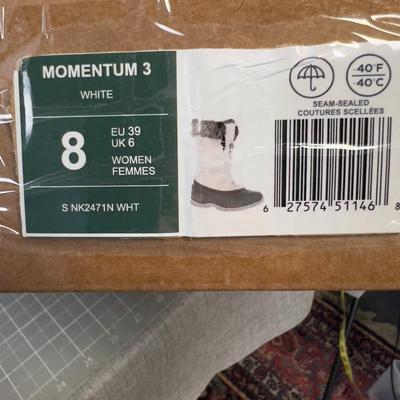 MOMENTUM 3
WHITE
8
EU 39
UK 6
WOMEN
FEMMES
S NK2471N WHT
-40°F
-40°C
SEAM-SEALED
COUTURES SCELLÉES
6 27574 51146 8